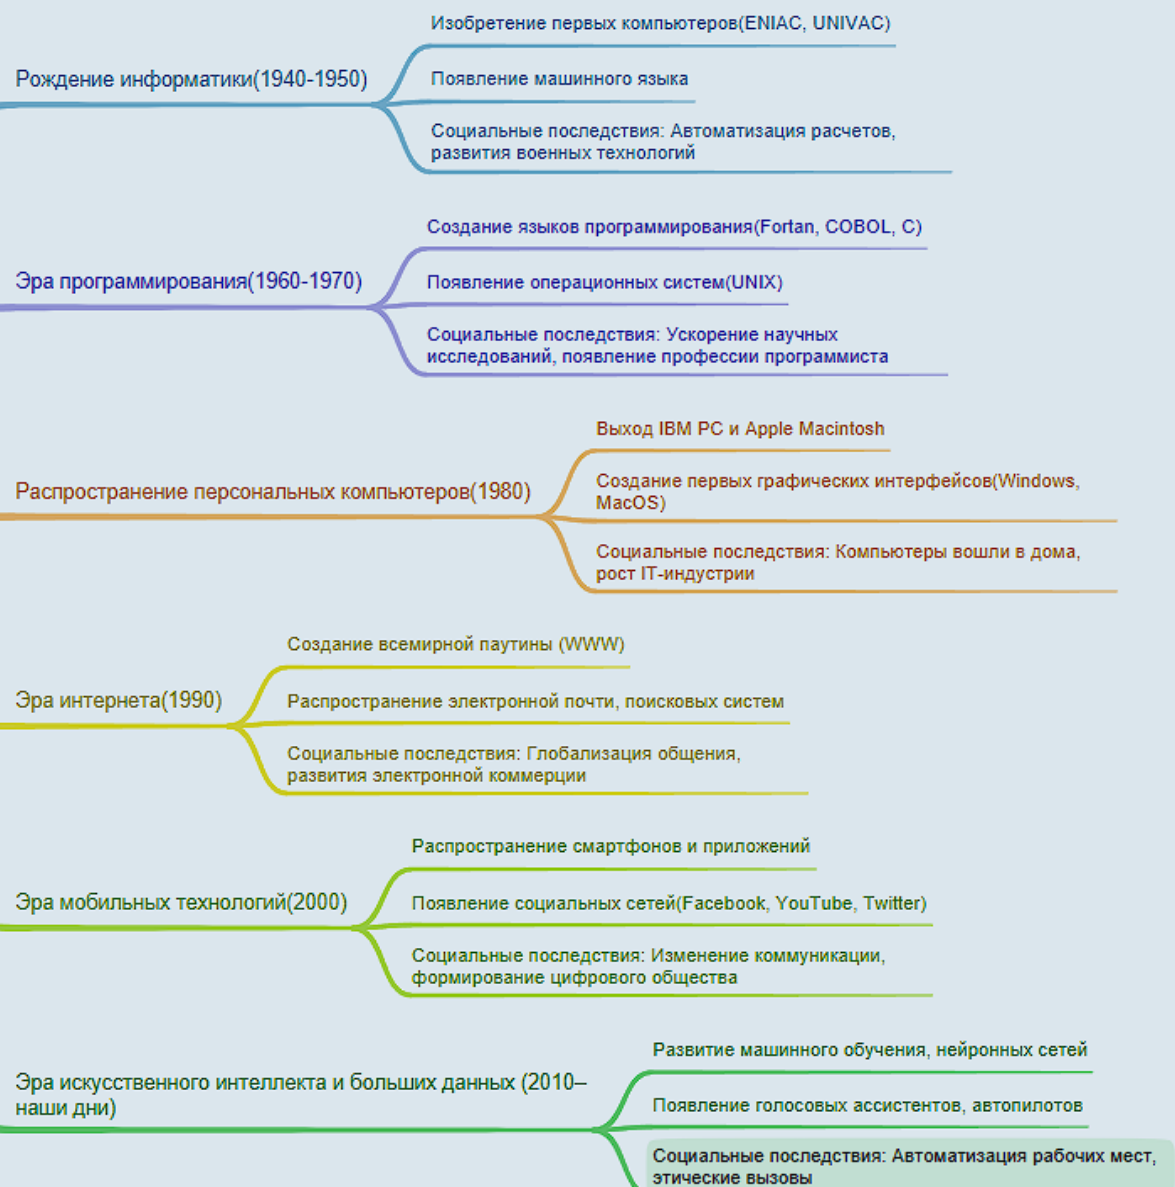 Изобретение первых компьютеров(ENIAC, UNIVAC)
Рождение информатики(1940-1950)
Появление машинного языка
Социальные последствия: Автоматизация расчетов,
развития военных технологий
Создание языков программирования(Fortan, COBOL, C)
Эра программирования(1960-1970)
Появление операционных систем(UNIX)
Социальные последствия: Ускорение научных
исследований, появление профессии программиста
Выход IBM PC и Apple Macintosh
Распространение персональных компьютеров(1980)
Создание первых графических интерфейсов(Windows,
MacOS)
Социальные последствия: Компьютеры вошли в дома,
рост IT-индустрии
Создание всемирной паутины (WWW)
Эра интернета(1990)
Распространение электронной почти, поисковых систем
Социальные последствия: Глобализация общения,
развития электронной коммерции
Распространение смартфонов и приложений
Эра мобильных технологий(2000)
Появление социальных сетей(Facebook, YouTube, Twitter)
Социальные последствия: Изменение коммуникации,
формирование цифрового общества
Развитие машинного обучения, нейронных сетей
Эра искусственного интеллекта и больших данных (2010–
наши дни)
Появление голосовых ассистентов, автопилотов
Социальные последствия: Автоматизация рабочих мест,
этические вызовы